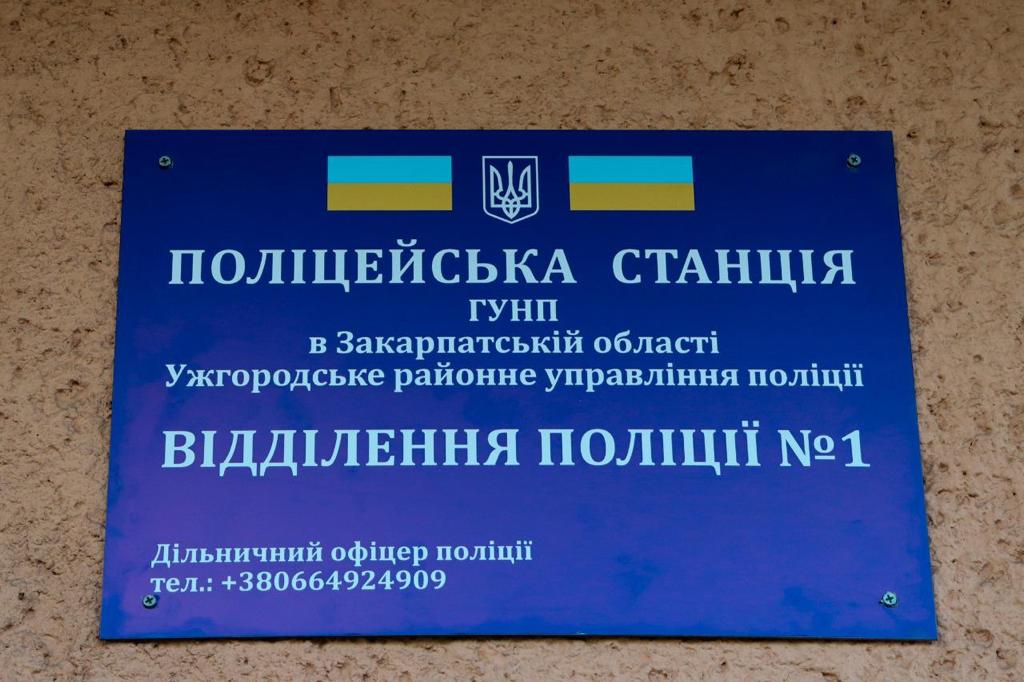 ПОЛІЦЕЙСЬКА СТАНЦІЯ
ГУНП
в Закарпатській області
Ужгородське районне управління поліції
ВІДДІЛЕННЯ ПОЛІЦІЇ №1
Дільничний офіцер поліції
тел.: +380664924909